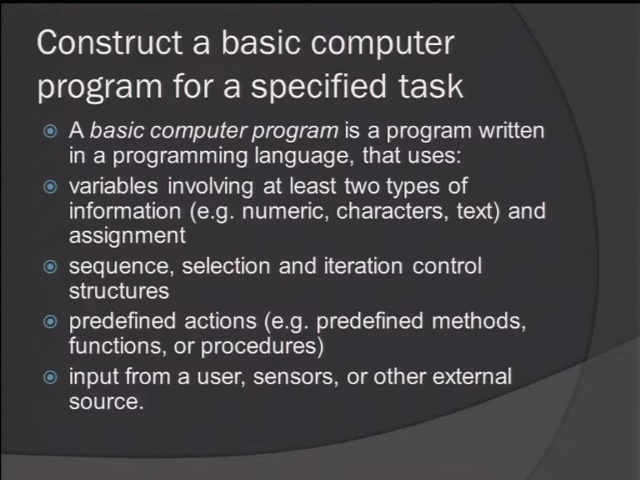 Construct a basic computer
program for a specified task
A basic computer program is a program written
in a programming language, that uses:
variables involving at least two types of
information (e.g. numeric, characters, text) and
assignment
sequence, selection and iteration control
structures
predefined actions (e.g. predefined methods,
functions, or procedures)
input from a user, sensors, or other external
source.